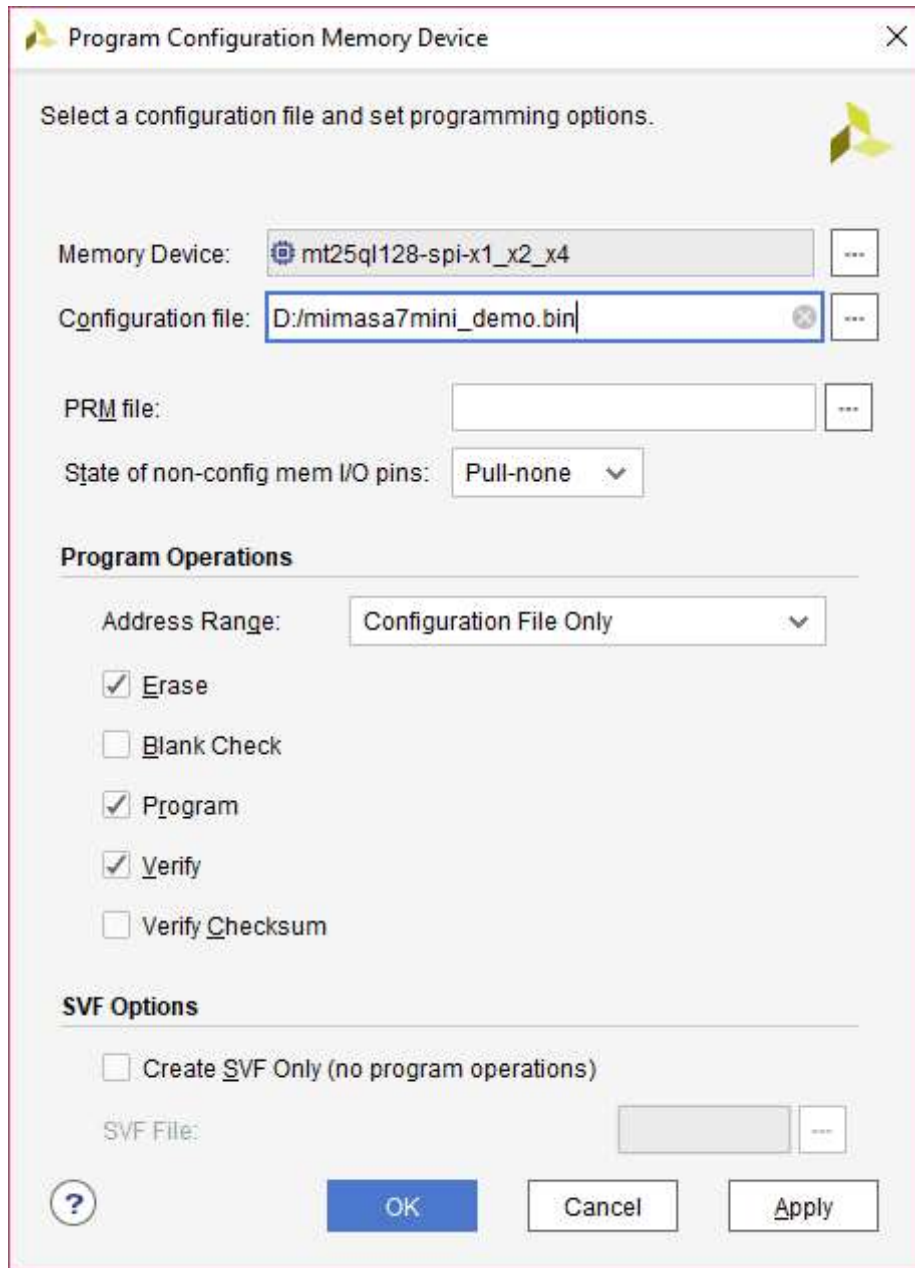 Program Configuration Memory Device
Select a configuration file and set programming options.
Memory Device: mt25ql128-spi-x1_x2_x4 ...
Configuration file: D:/mimasa7mini_demo.bin ...
PRM file: ...
State of non-config mem I/O pins: Pull-none
Program Operations
Address Range: Configuration File Only
Erase
Blank Check
Program
Verify
Verify Checksum
SVF Options
Create SVF Only (no program operations)
SVF File: ...
? OK Cancel Apply